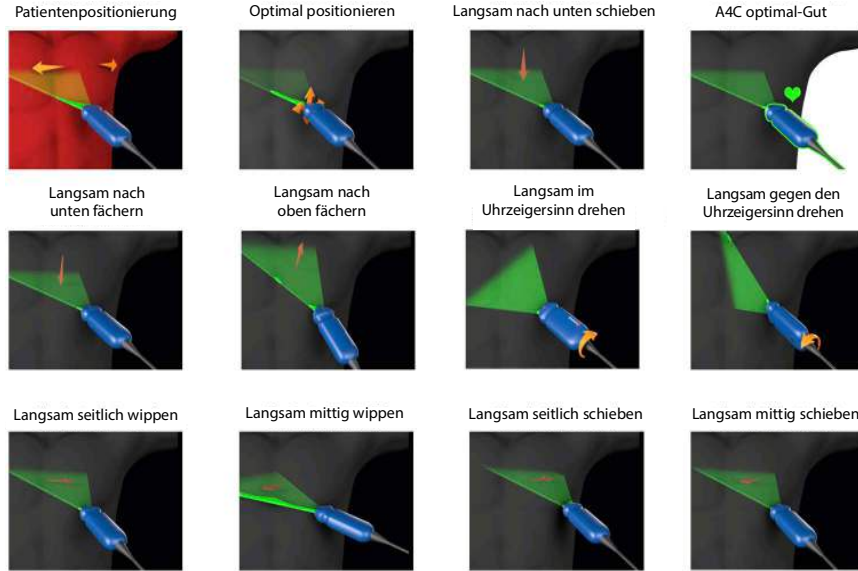 Patientenpositionierung
Optimal positionieren
Langsam nach unten schieben
A4C optimal-Gut
Langsam nach
unten fächern
Langsam nach
oben fächern
Langsam im
Uhrzeigersinn drehen
Langsam gegen den
Uhrzeigersinn drehen
Langsam seitlich wippen
Langsam mittig wippen
Langsam seitlich schieben
Langsam mittig schieben